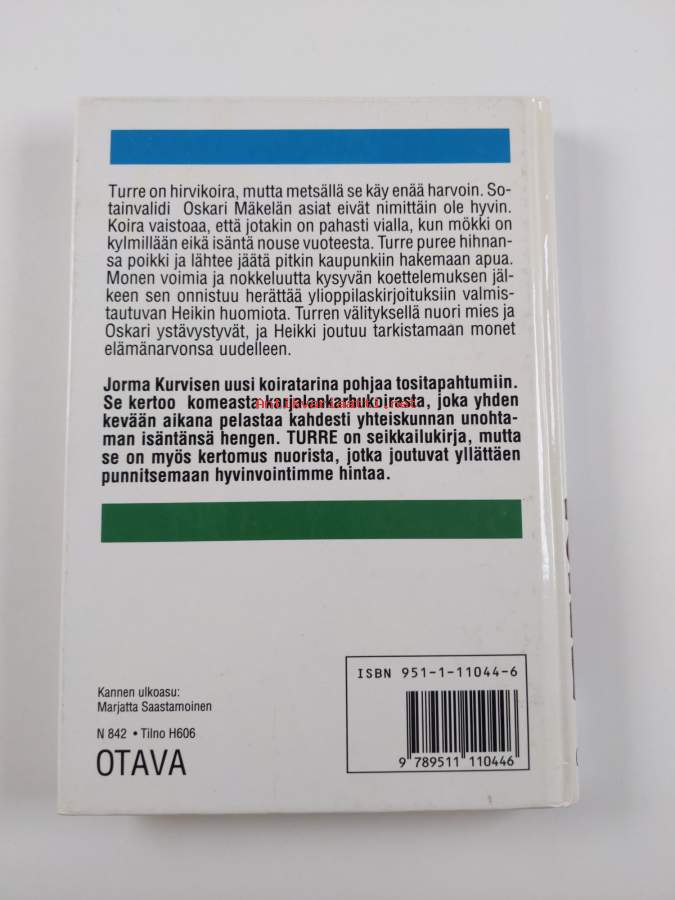 Turre on hirvikoira, mutta metsällä se käy enää harvoin. So-
tainvalidi Oskari Mäkelän asiat eivät nimittäin ole hyvin.
Koira vaistoaa, että jotakin on pahasti vialla, kun mökki on
kylmillään eikä isäntä nouse vuoteesta. Turre puree hihnan-
sa poikki ja lähtee jäätä pitkin kaupunkiin hakemaan apua.
Monen voimia ja nokkeluutta kysyvän koettelemuksen jäl-
keen sen onnistuu herättää ylioppilaskirjoituksiin valmis-
tautuvan Heikin huomiota. Turren välityksellä nuori mies ja
Oskari ystävystyvät, ja Heikki joutuu tarkistamaan monet
elämänarvonsa uudelleen.
Jorma Kurvisen uusi koiratarina pohjaa tositapahtumiin.
Se kertoo komeasta karjalankarhukoirasta, joka yhden
kevään aikana pelastaa kahdesti yhteiskunnan unohta-
man isäntänsä hengen. TURRE on seikkailukirja, mutta
se on myös kertomus nuorista, jotka joutuvat yllättäen
punnitsemaan hyvinvointimme hintaa.
Kannen ulkoasu:
Marjatta Saastamoinen
N 842 • Tilno H606
OTAVA
ISBN 951-1-11044-6
9 789511 110446